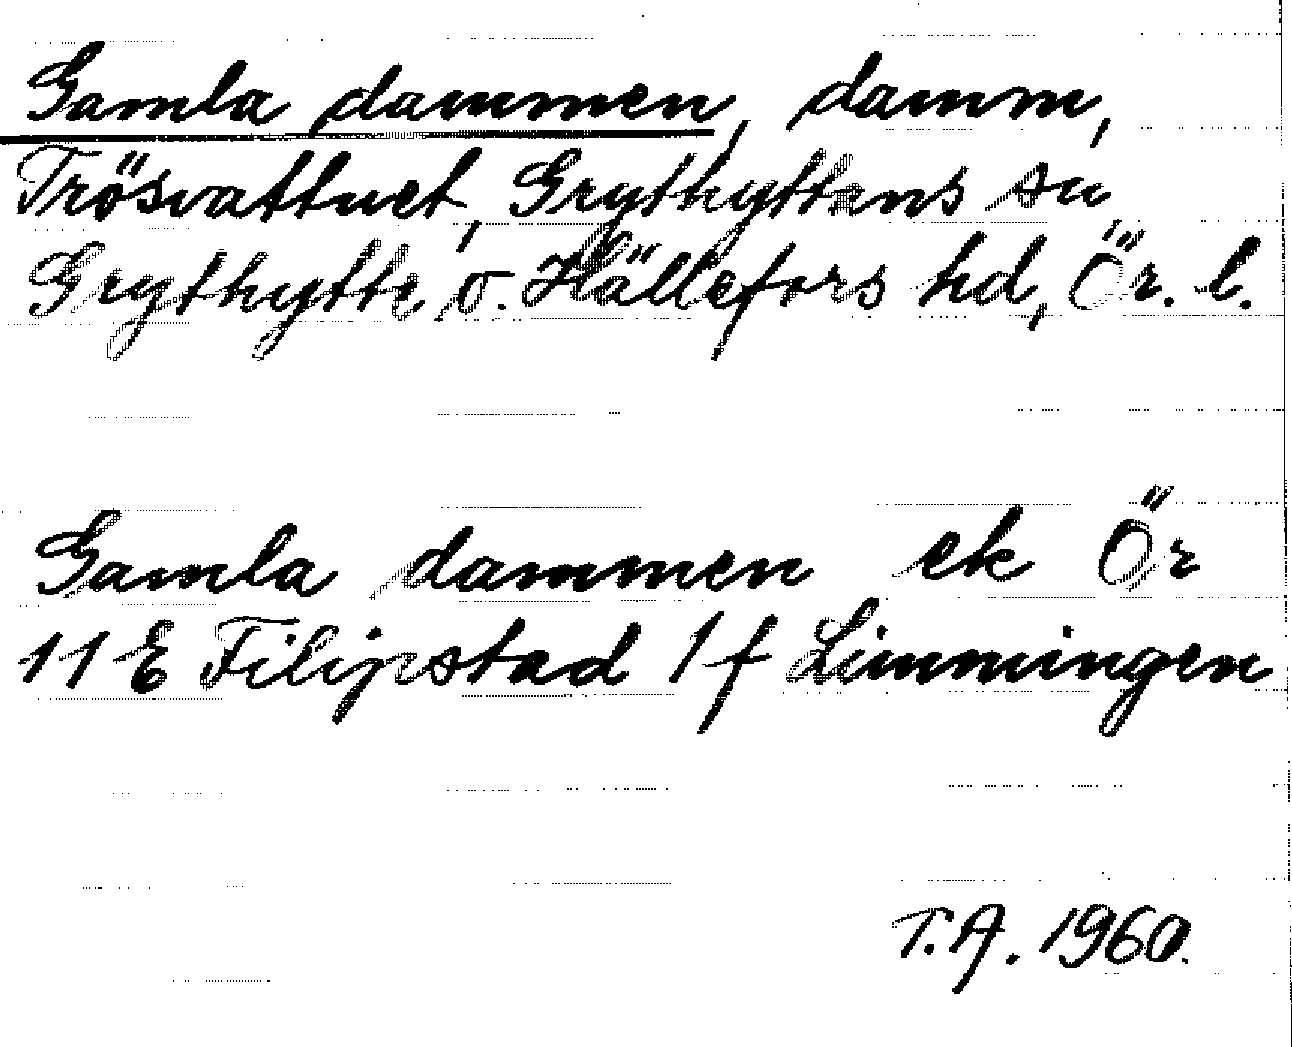 Gamla dammen, damm,
Trösvattnet, Grythyttans sn
Grythytte o. Hällefors hd, Ör. l.
Gamla dammen ek Ör
11 E Filipstad 1 f Limmingen
T.A. 1960.